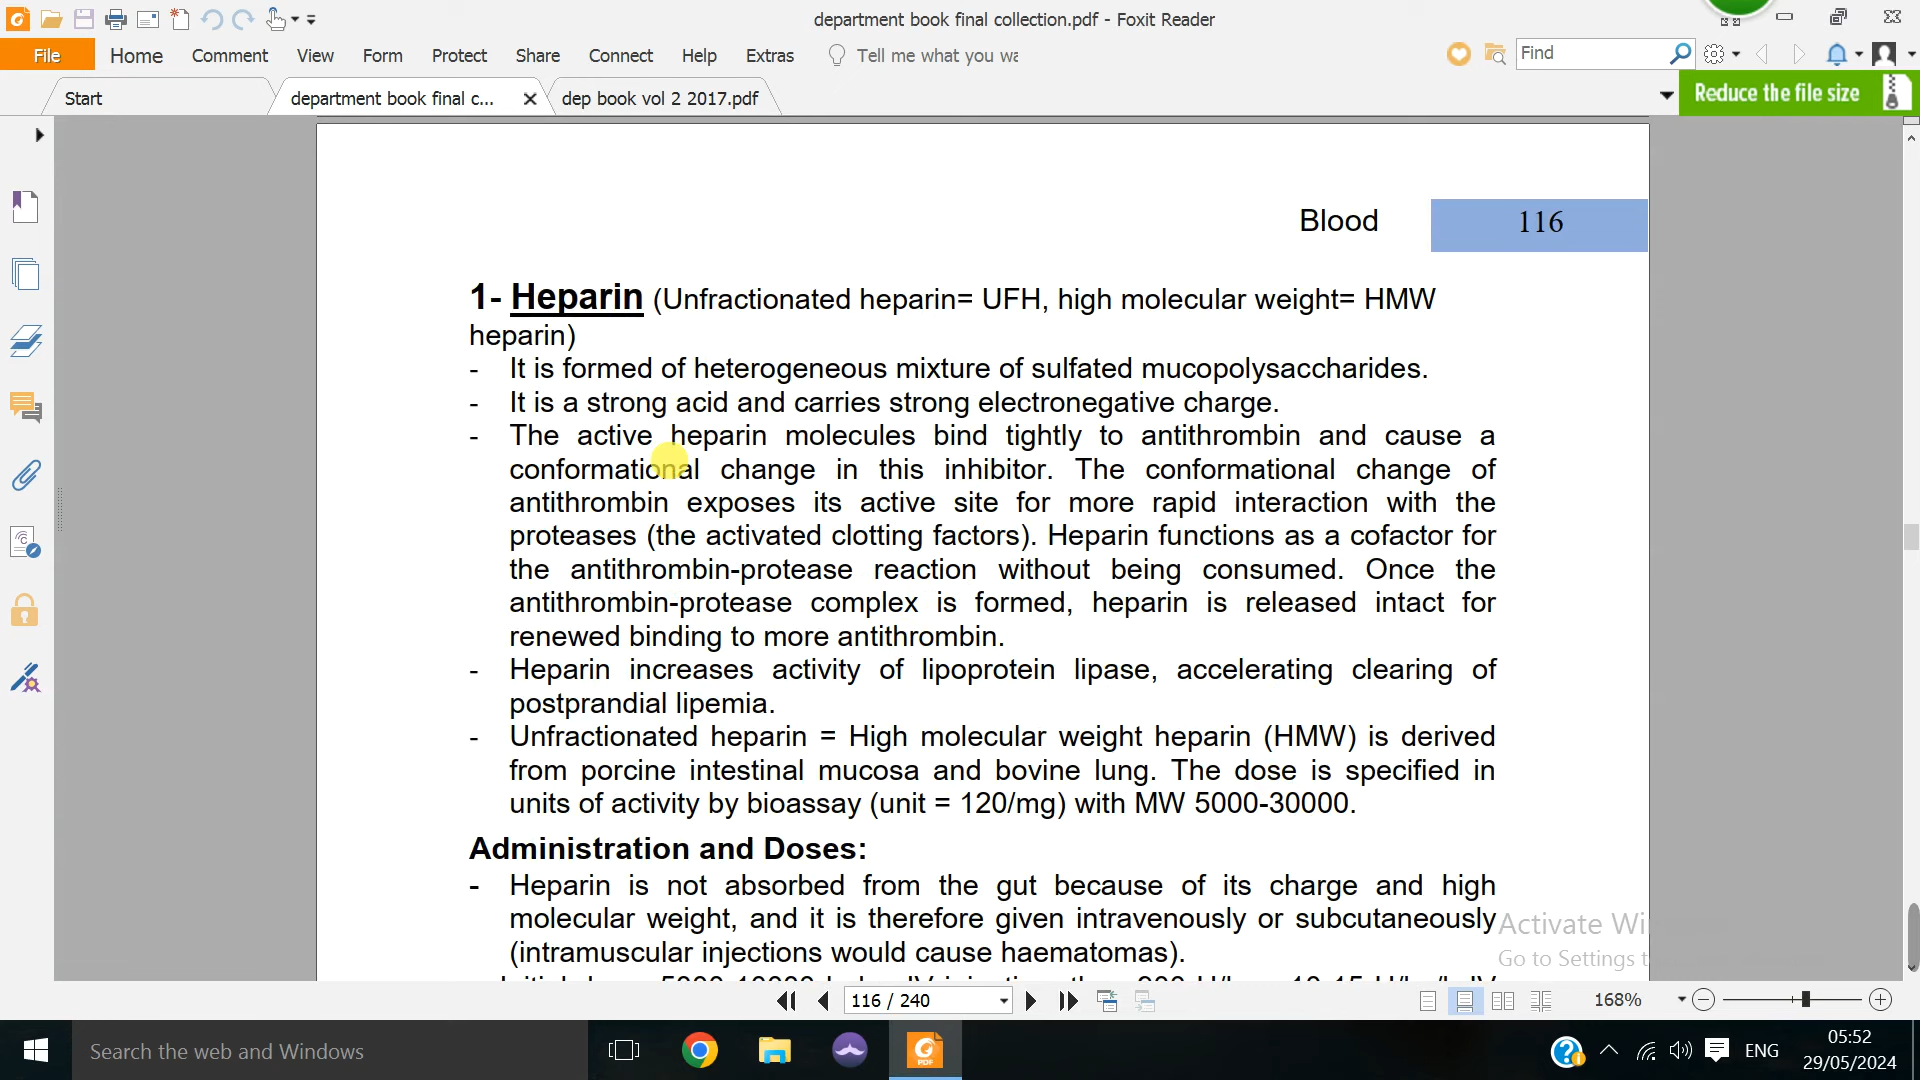 department book final collection.pdf - Foxit Reader
File Home Comment View Form Protect Share Connect Help Extras Tell me what you wa Find
Start department book final c... dep book vol 2 2017.pdf Reduce the file size
Blood 116
1- Heparin (Unfractionated heparin= UFH, high molecular weight= HMW
heparin)
- It is formed of heterogeneous mixture of sulfated mucopolysaccharides.
- It is a strong acid and carries strong electronegative charge.
- The active heparin molecules bind tightly to antithrombin and cause a
conformational change in this inhibitor. The conformational change of
antithrombin exposes its active site for more rapid interaction with the
proteases (the activated clotting factors). Heparin functions as a cofactor for
the antithrombin-protease reaction without being consumed. Once the
antithrombin-protease complex is formed, heparin is released intact for
renewed binding to more antithrombin.
- Heparin increases activity of lipoprotein lipase, accelerating clearing of
postprandial lipemia.
- Unfractionated heparin = High molecular weight heparin (HMW) is derived
from porcine intestinal mucosa and bovine lung. The dose is specified in
units of activity by bioassay (unit = 120/mg) with MW 5000-30000.
Administration and Doses:
- Heparin is not absorbed from the gut because of its charge and high
molecular weight, and it is therefore given intravenously or subcutaneously
(intramuscular injections would cause haematomas).
Activate Wi
Go to Settings t
116 / 240 168%
Search the web and Windows
ENG
05:52
29/05/2024